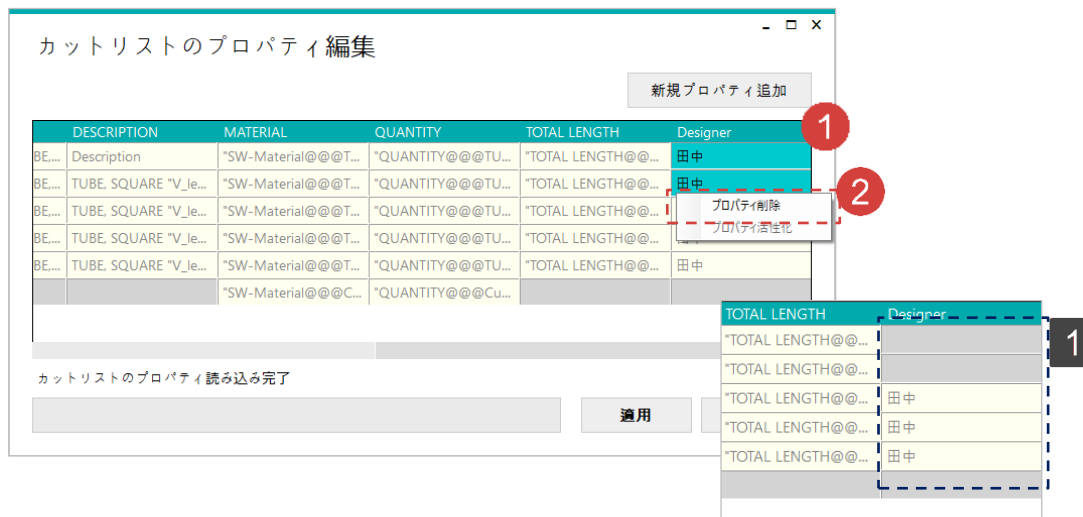 カットリストのプロパティ編集
新規プロパティ追加
DESCRIPTION MATERIAL QUANTITY TOTAL LENGTH Designer
1
BE,... Description "SW-Material@@@T... "QUANTITY@@@TU... "TOTAL LENGTH@@... 田中
BE,... TUBE, SQUARE "V_le... "SW-Material@@@T... "QUANTITY@@@TU... "TOTAL LENGTH@@... 田中
2
BE,... TUBE, SQUARE "V_le... "SW-Material@@@T... "QUANTITY@@@TU... "TOTAL LENGTH@@...
プロパティ削除
プロパティ活性化
BE,... TUBE, SQUARE "V_le... "SW-Material@@@T... "QUANTITY@@@TU... "TOTAL LENGTH@@... 田中
BE,... TUBE, SQUARE "V_le... "SW-Material@@@T... "QUANTITY@@@TU... "TOTAL LENGTH@@... 田中
"SW-Material@@@C... "QUANTITY@@@Cu...
カットリストのプロパティ読み込み完了
適用
TOTAL LENGTH Designer
1
"TOTAL LENGTH@@...
"TOTAL LENGTH@@...
"TOTAL LENGTH@@... 田中
"TOTAL LENGTH@@... 田中
"TOTAL LENGTH@@... 田中